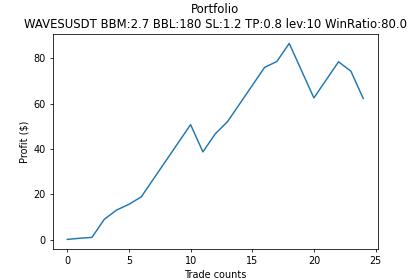 Portfolio
WAVESUSDT BBM:2.7 BBL:180 SL:1.2 TP:0.8 lev:10 WinRatio:80.0
80
60
40
20
0
Profit ($)
0 5 10 15 20 25
Trade counts